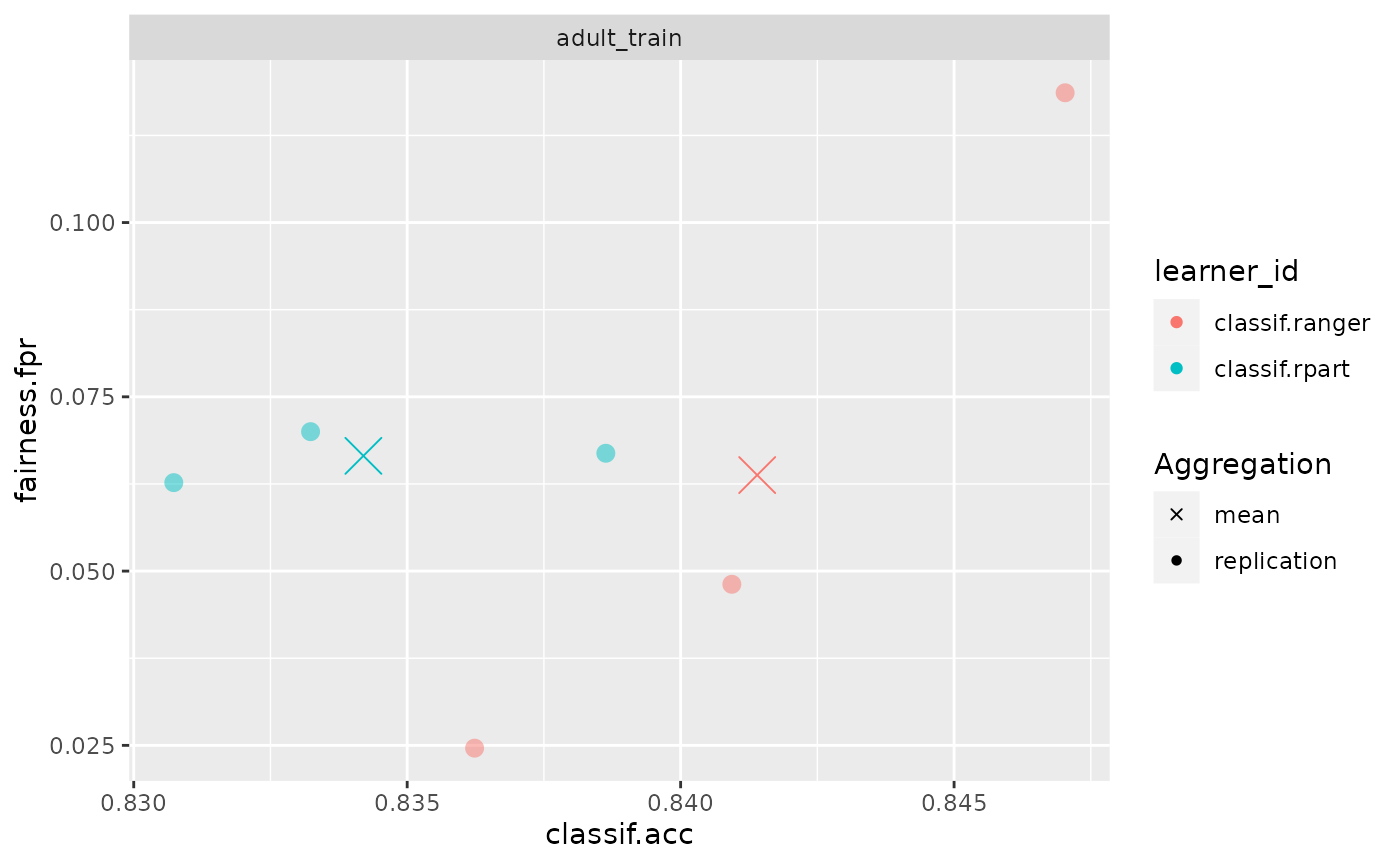 adult_train
0.100
0.075
0.050
0.025
fairness.fpr
0.830 0.835 0.840 0.845
classif.acc
learner_id
classif.ranger
classif.rpart
Aggregation
mean
replication